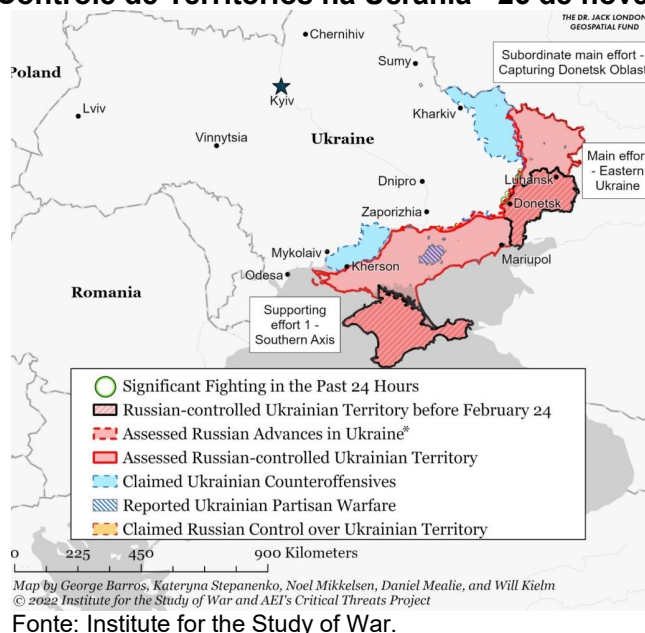 Controle de Territórios na Ucrânia - 26 de nove
THE DR. JACK LONDON
GEOSPATIAL FUND
Chernihiv
Subordinate main effort -
Capturing Donetsk Oblast
Sumy
Poland
Kyiv
Lviv
Kharkiv
Vinnytsia
Ukraine
Main effort
- Eastern
Ukraine
Dnipro
Luhansk
Donetsk
Zaporizhia
Mykolaiv
Kherson
Mariupol
Odesa
Romania
Supporting
effort 1 -
Southern Axis
Significant Fighting in the Past 24 Hours
Russian-controlled Ukrainian Territory before February 24
Assessed Russian Advances in Ukraine*
Assessed Russian-controlled Ukrainian Territory
Claimed Ukrainian Counteroffensives
Reported Ukrainian Partisan Warfare
Claimed Russian Control over Ukrainian Territory
0 225 450 900 Kilometers
Map by George Barros, Kateryna Stepanenko, Noel Mikkelsen, Daniel Mealie, and Will Kielm
© 2022 Institute for the Study of War and AEI's Critical Threats Project
Fonte: Institute for the Study of War.